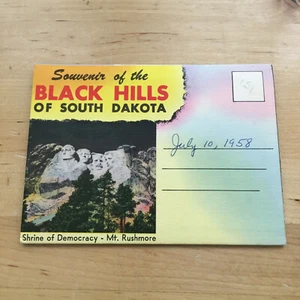 Souvenir of the
BLACK HILLS
OF SOUTH DAKOTA
July 10, 1958
Shrine of Democracy - Mt. Rushmore